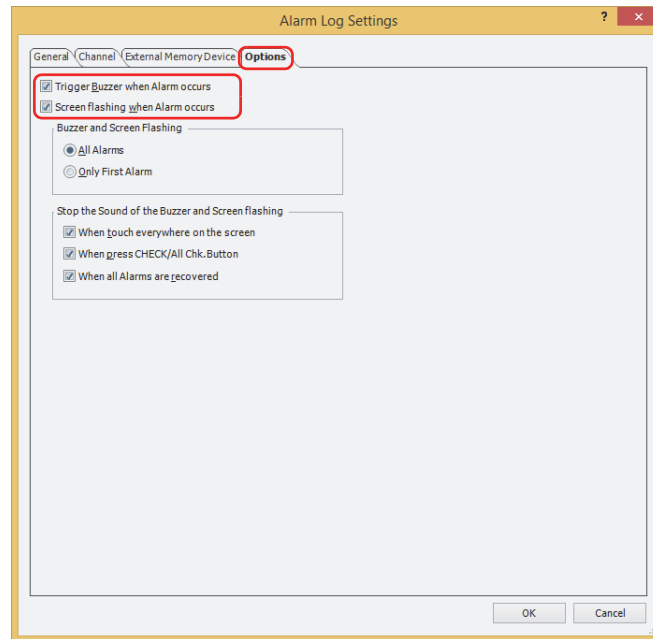 Alarm Log Settings
? ×
General Channel External Memory Device Options
Trigger Buzzer when Alarm occurs
Screen flashing when Alarm occurs
Buzzer and Screen Flashing
All Alarms
Only First Alarm
Stop the Sound of the Buzzer and Screen flashing
When touch everywhere on the screen
When press CHECK/All Chk. Button
When all Alarms are recovered
OK Cancel